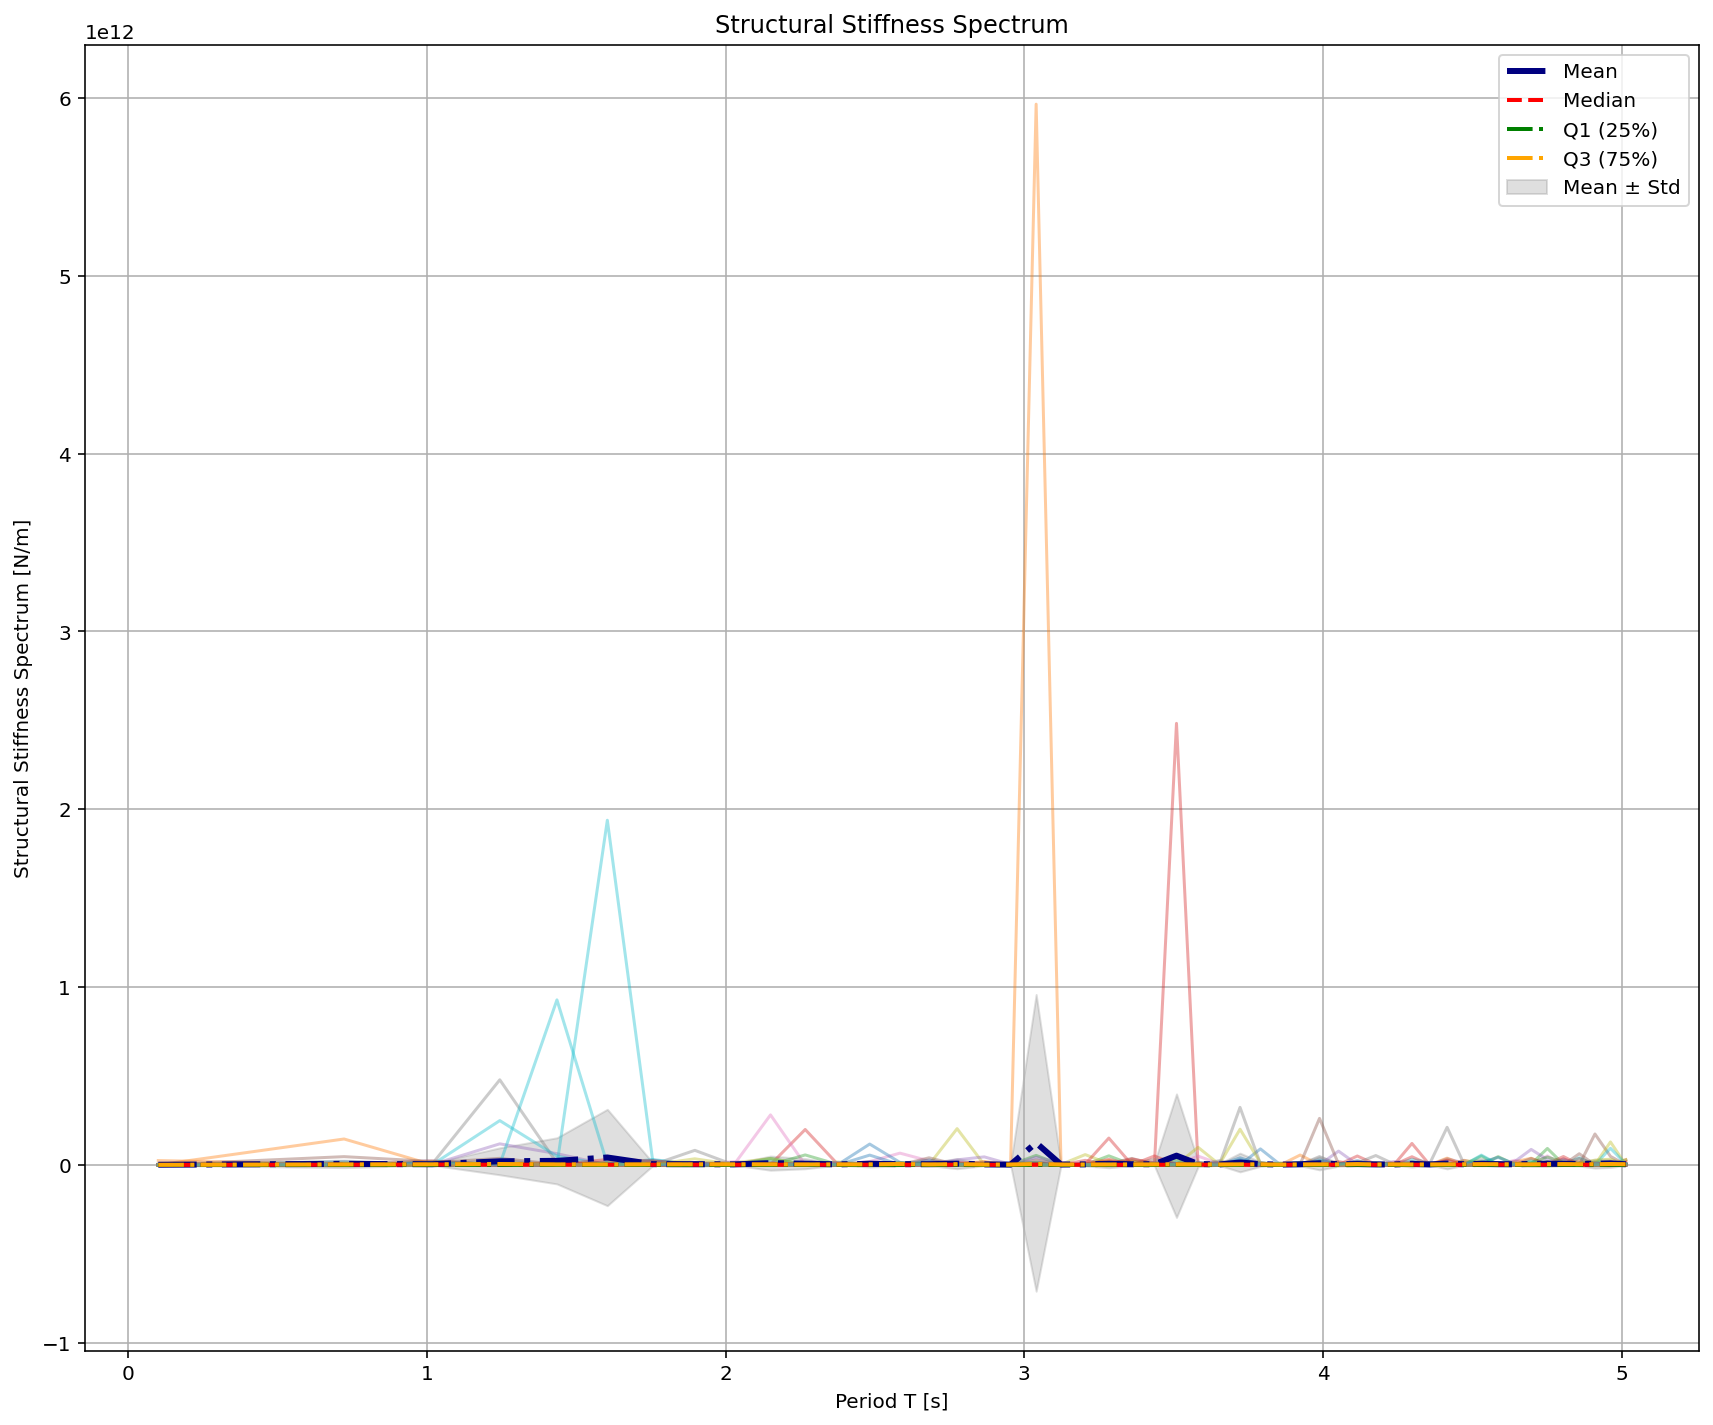 Structural Stiffness Spectrum
1e12
6
5
4
3
2
1
0
−1
Structural Stiffness Spectrum [N/m]
0 1 2 3 4 5
Period T [s]
Mean
Median
Q1 (25%)
Q3 (75%)
Mean ± Std